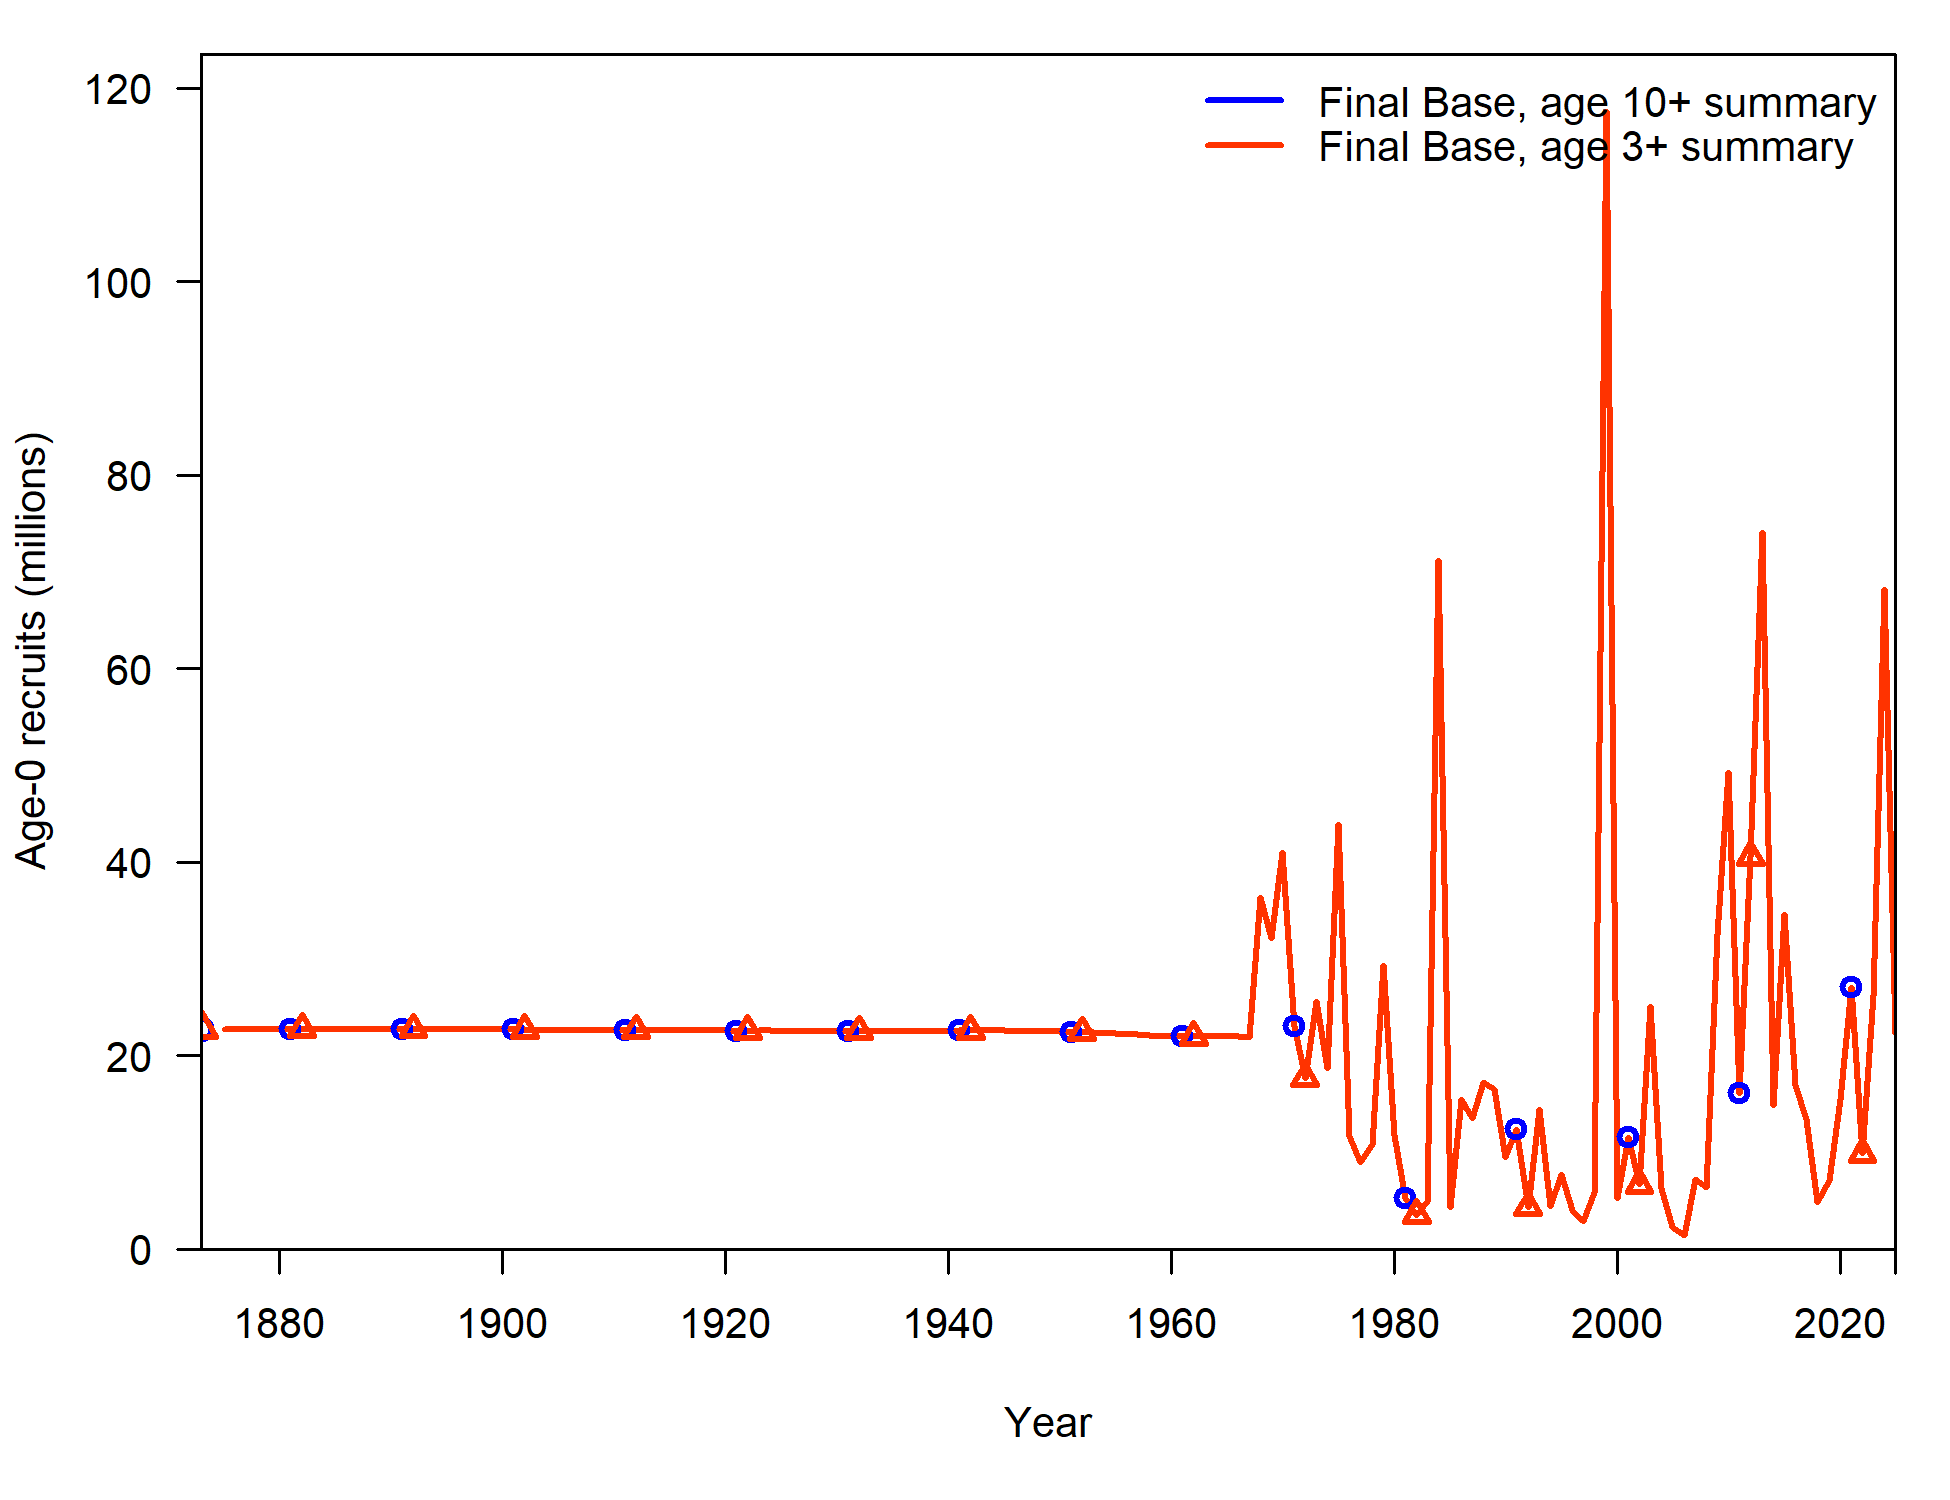 Final Base, age 10+ summary
Final Base, age 3+ summary
Age-0 recruits (millions)
120
100
80
60
40
20
0
1880 1900 1920 1940 1960 1980 2000 2020
Year